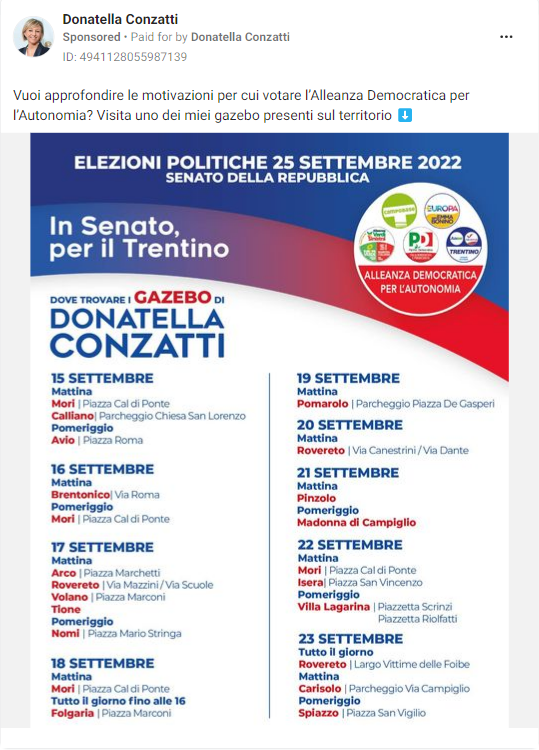 Donatella Conzatti
Sponsored • Paid for by Donatella Conzatti
ID: 4941128055987139
Vuoi approfondire le motivazioni per cui votare l'Alleanza Democratica per
l'Autonomia? Visita uno dei miei gazebo presenti sul territorio ⬇️
ELEZIONI POLITICHE 25 SETTEMBRE 2022
SENATO DELLA REPUBBLICA
In Senato,
per il Trentino
campobase
EUROPA
EMMA
BONINO
PD
TRENTINO
ALLEANZA DEMOCRATICA
PER L'AUTONOMIA
DOVE TROVARE I GAZEBO DI
DONATELLA
CONZATTI
15 SETTEMBRE
Mattina
Mori | Piazza Cal di Ponte
Calliano| Parcheggio Chiesa San Lorenzo
Pomeriggio
Avio | Piazza Roma
16 SETTEMBRE
Mattina
Brentonico| Via Roma
Pomeriggio
Mori | Piazza Cal di Ponte
17 SETTEMBRE
Mattina
Arco | Piazza Marchetti
Rovereto | Via Mazzini / Via Scuole
Volano | Piazza Marconi
Tione
Pomeriggio
Nomi | Piazza Mario Stringa
18 SETTEMBRE
Mattina
Mori | Piazza Cal di Ponte
Tutto il giorno fino alle 16
Folgaria | Piazza Marconi
19 SETTEMBRE
Mattina
Pomarolo | Parcheggio Piazza De Gasperi
20 SETTEMBRE
Mattina
Rovereto | Via Canestrini / Via Dante
21 SETTEMBRE
Mattina
Pinzolo
Pomeriggio
Madonna di Campiglio
22 SETTEMBRE
Mattina
Mori | Piazza Cal di Ponte
Isera| Piazza San Vincenzo
Pomeriggio
Villa Lagarina | Piazzetta Scrinzi
Piazzetta Riolfatti
23 SETTEMBRE
Tutto il giorno
Rovereto | Largo Vittime delle Foibe
Mattina
Carisolo | Parcheggio Via Campiglio
Pomeriggio
Spiazzo | Piazza San Vigilio